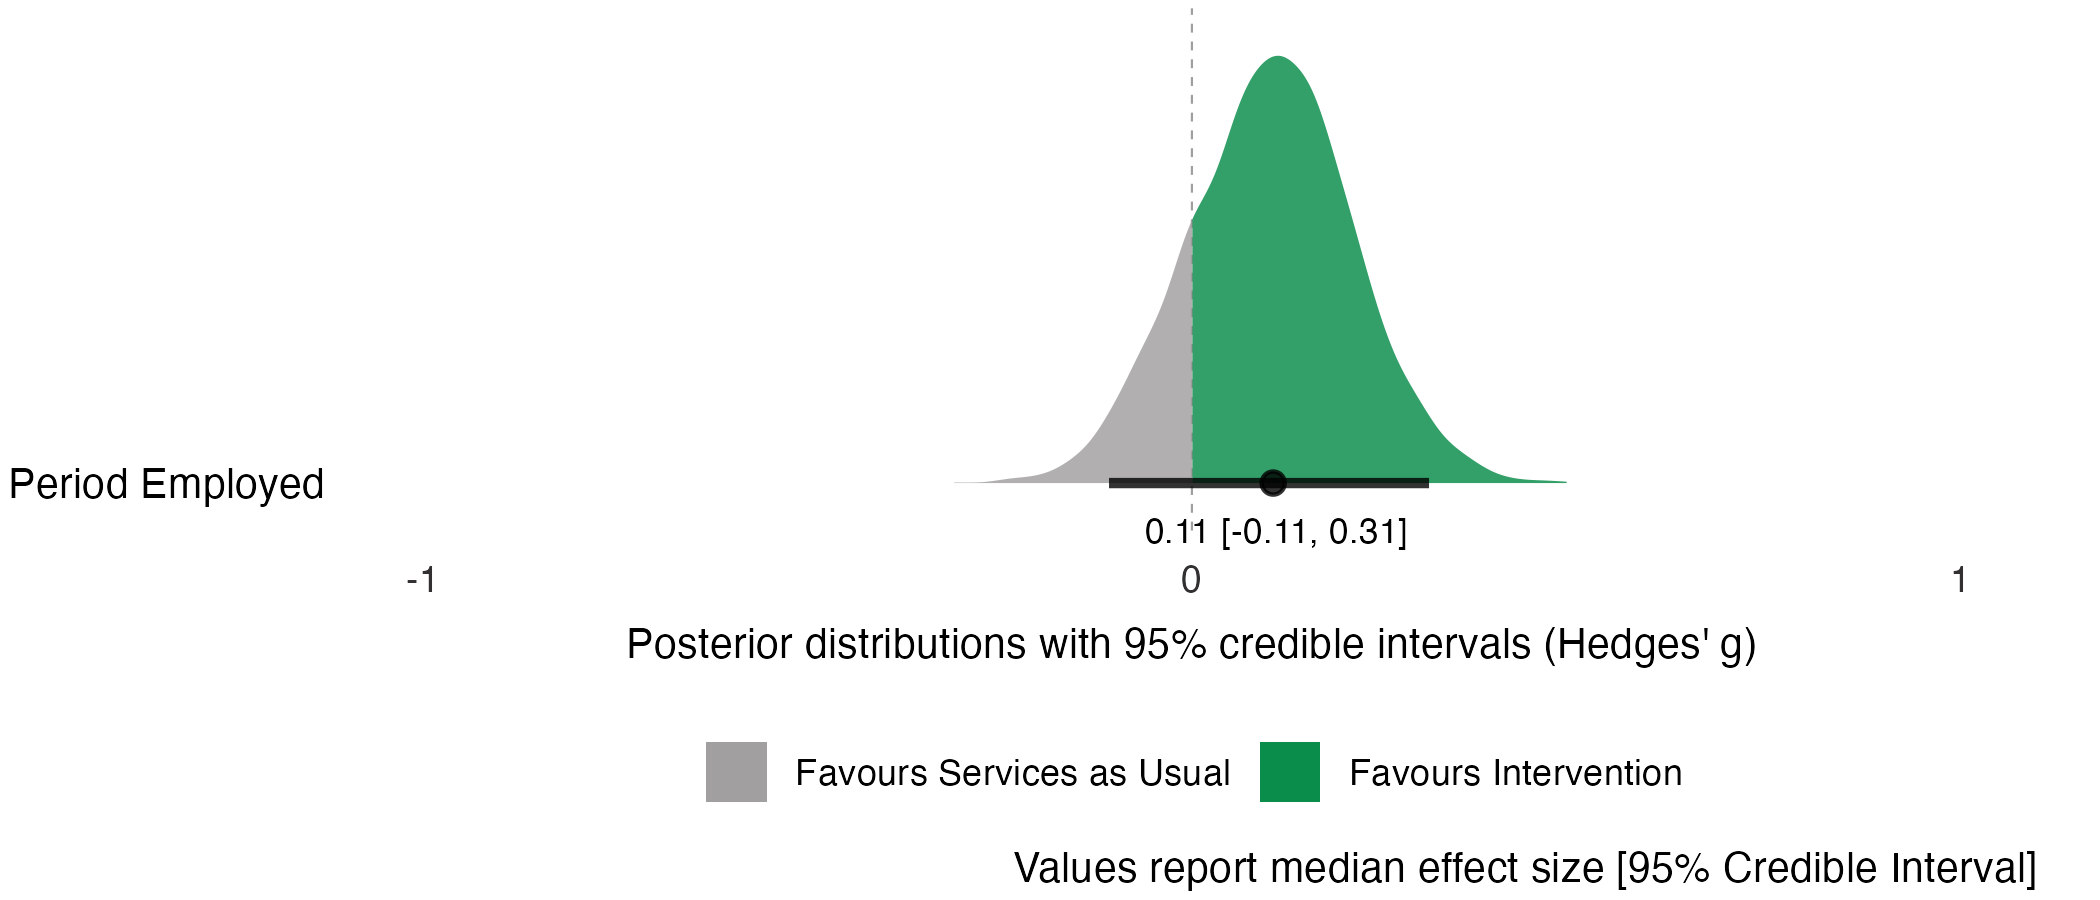 Period Employed
0.11 [-0.11, 0.31]
-1 0 1
Posterior distributions with 95% credible intervals (Hedges' g)
Favours Services as Usual Favours Intervention
Values report median effect size [95% Credible Interval]